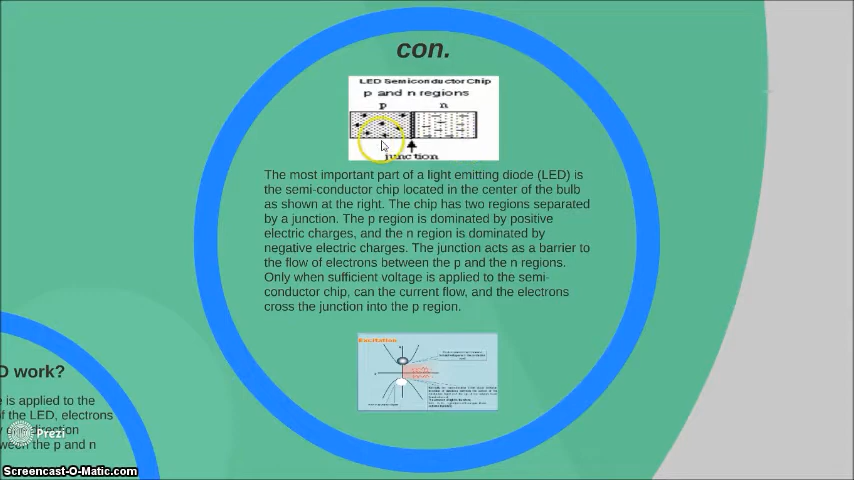 con.
LED Semiconductor Chip
p and n regions
p n
junction
The most important part of a light emitting diode (LED) is
the semi-conductor chip located in the center of the bulb
as shown at the right. The chip has two regions separated
by a junction. The p region is dominated by positive
electric charges, and the n region is dominated by
negative electric charges. The junction acts as a barrier to
the flow of electrons between the p and the n regions.
Only when sufficient voltage is applied to the semi-
conductor chip, can the current flow, and the electrons
cross the junction into the p region.
Excitation
D work?
e is applied to the
of the LED, electrons
direction
ween the p and n
Prezi
Screencast-O-Matic.com